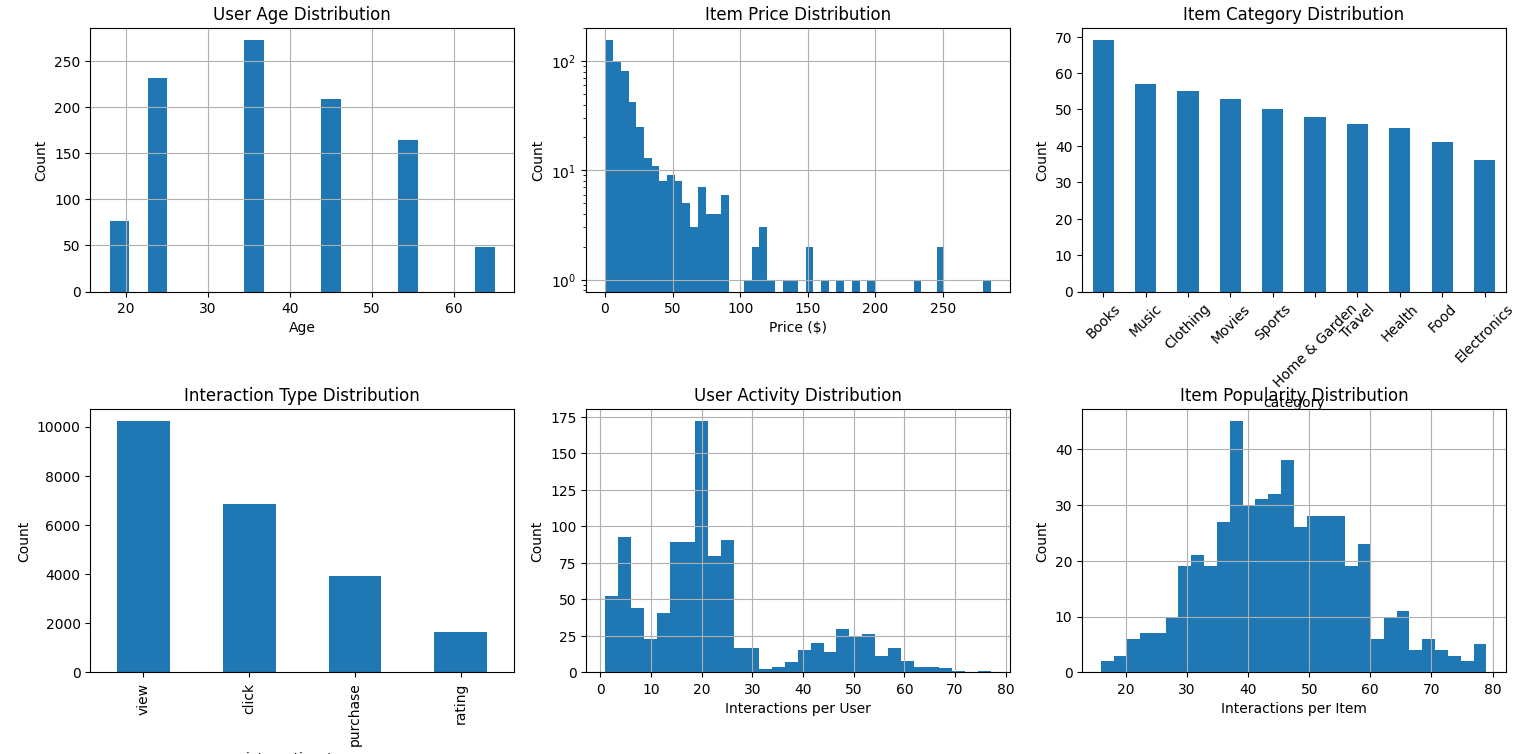 User Age Distribution
Count
0
50
100
150
200
250
20
30
40
50
60
Age
Item Price Distribution
Count
10^0
10^1
10^2
0
50
100
150
200
250
Price ($)
Item Category Distribution
Count
0
10
20
30
40
50
60
70
Books
Music
Clothing
Movies
Sports
Home & Garden
Travel
Health
Food
Electronics
category
Interaction Type Distribution
Count
0
2000
4000
6000
8000
10000
view
click
purchase
rating
User Activity Distribution
Count
0
25
50
75
100
125
150
175
0
10
20
30
40
50
60
70
80
Interactions per User
Item Popularity Distribution
Count
0
10
20
30
40
20
30
40
50
60
70
80
Interactions per Item